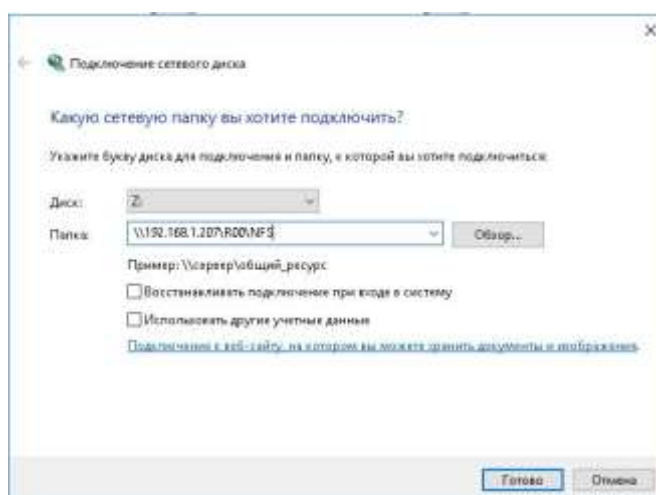 Подключение сетевого диска
Какую сетевую папку вы хотите подключить?
Укажите букву диска для подключения и папку, к которой вы хотите подключиться:
Диск: Z:
Папка: \\192.168.1.207\R00\NFS Обзор...
Пример: \\сервер\общий_ресурс
Восстанавливать подключение при входе в систему
Использовать другие учетные данные
Подключение к веб-сайту, на котором вы можете хранить документы и изображения.
Готово Отмена